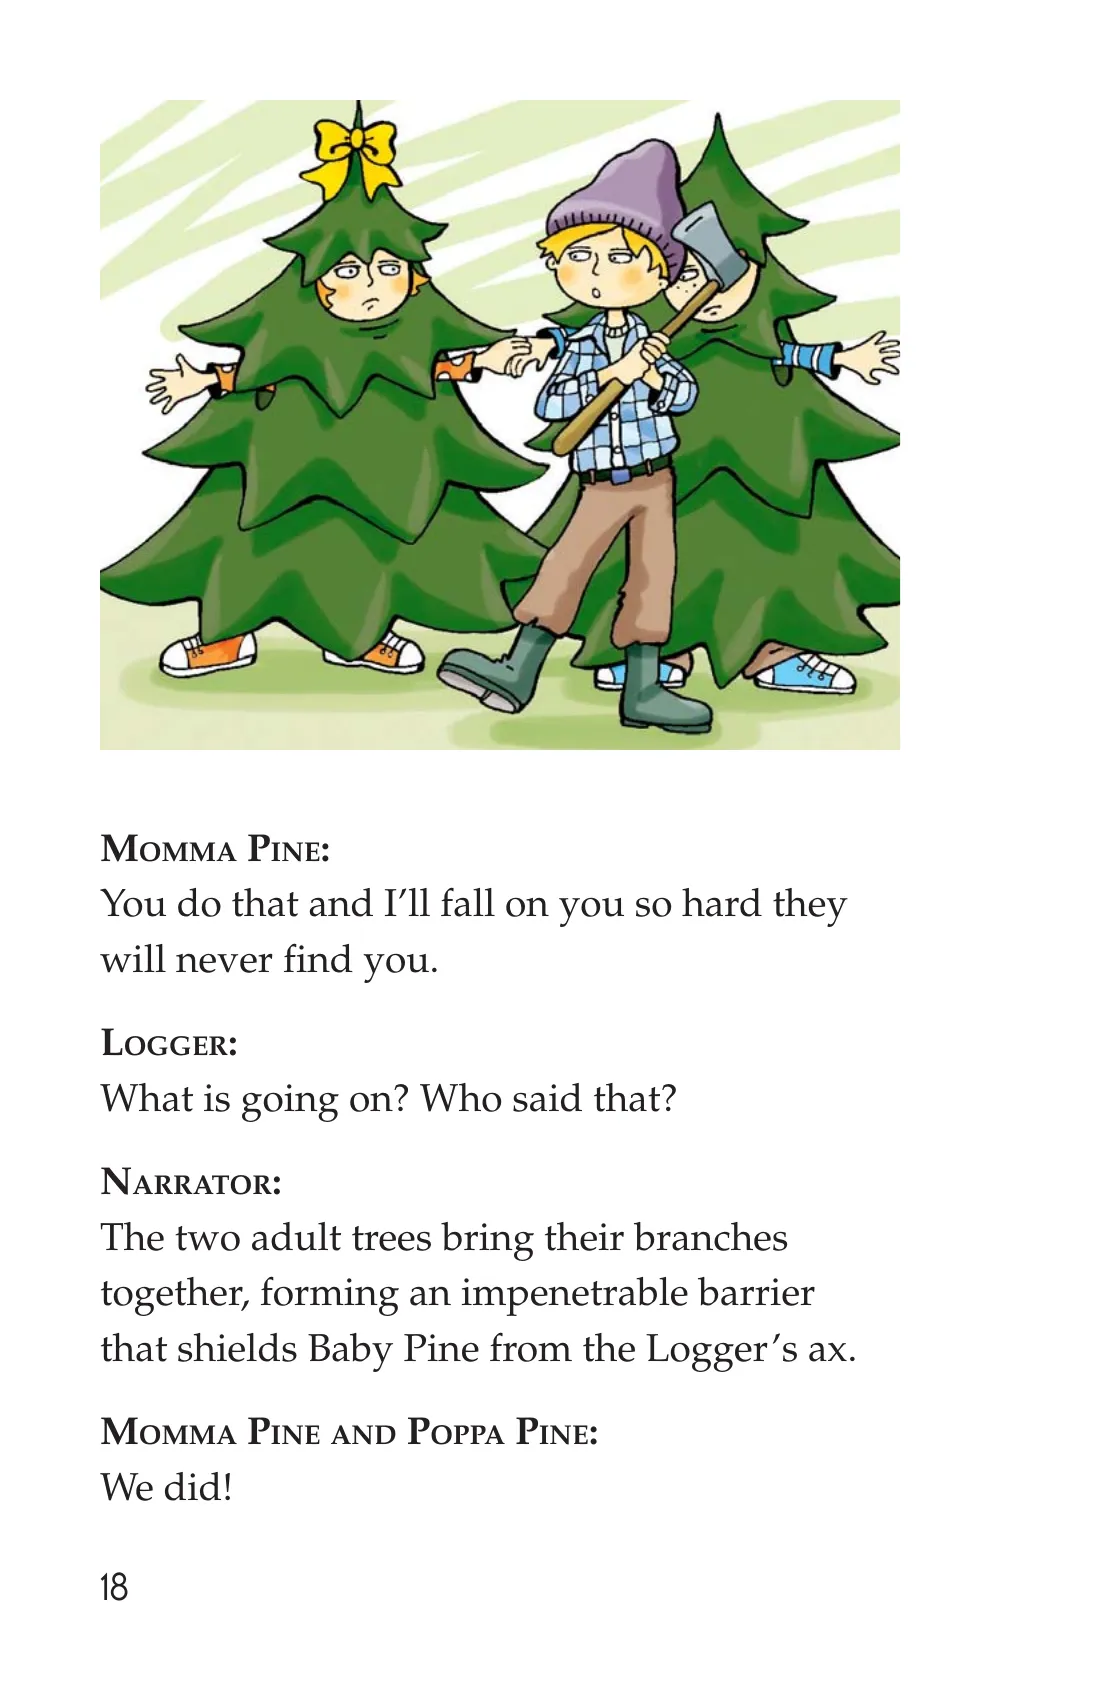 MOMMA PINE:
You do that and I’ll fall on you so hard they
will never find you.
LOGGER:
What is going on? Who said that?
NARRATOR:
The two adult trees bring their branches
together, forming an impenetrable barrier
that shields Baby Pine from the Logger’s ax.
MOMMA PINE AND POPPA PINE:
We did!
18